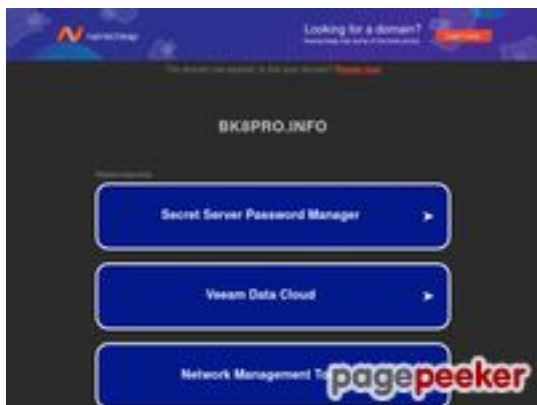 namecheap
Looking for a domain?
BK8PRO.INFO
Secret Server Password Manager
Veeam Data Cloud
Network Management
pagepeeker